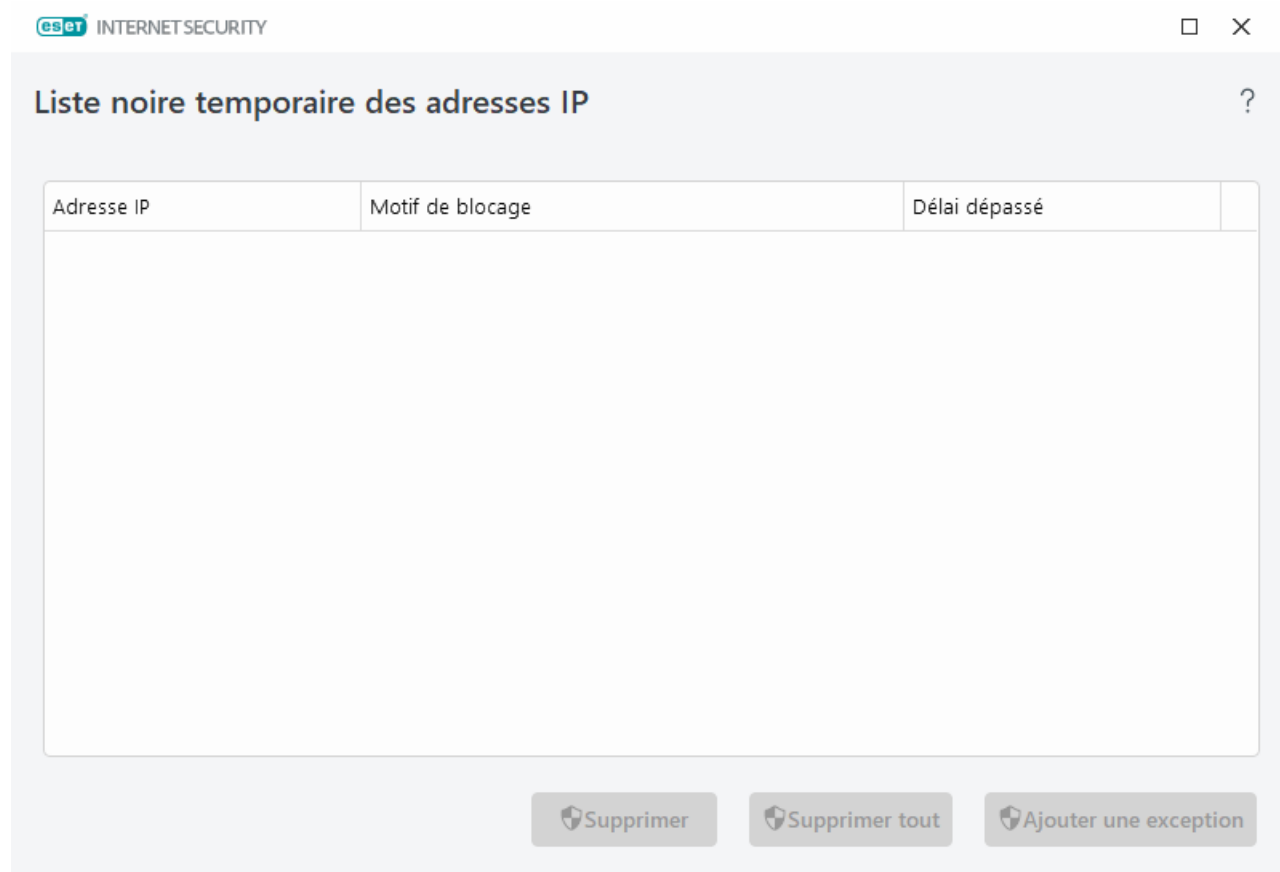 eset INTERNET SECURITY
Liste noire temporaire des adresses IP
?
Adresse IP
Motif de blocage
Délai dépassé
Supprimer
Supprimer tout
Ajouter une exception